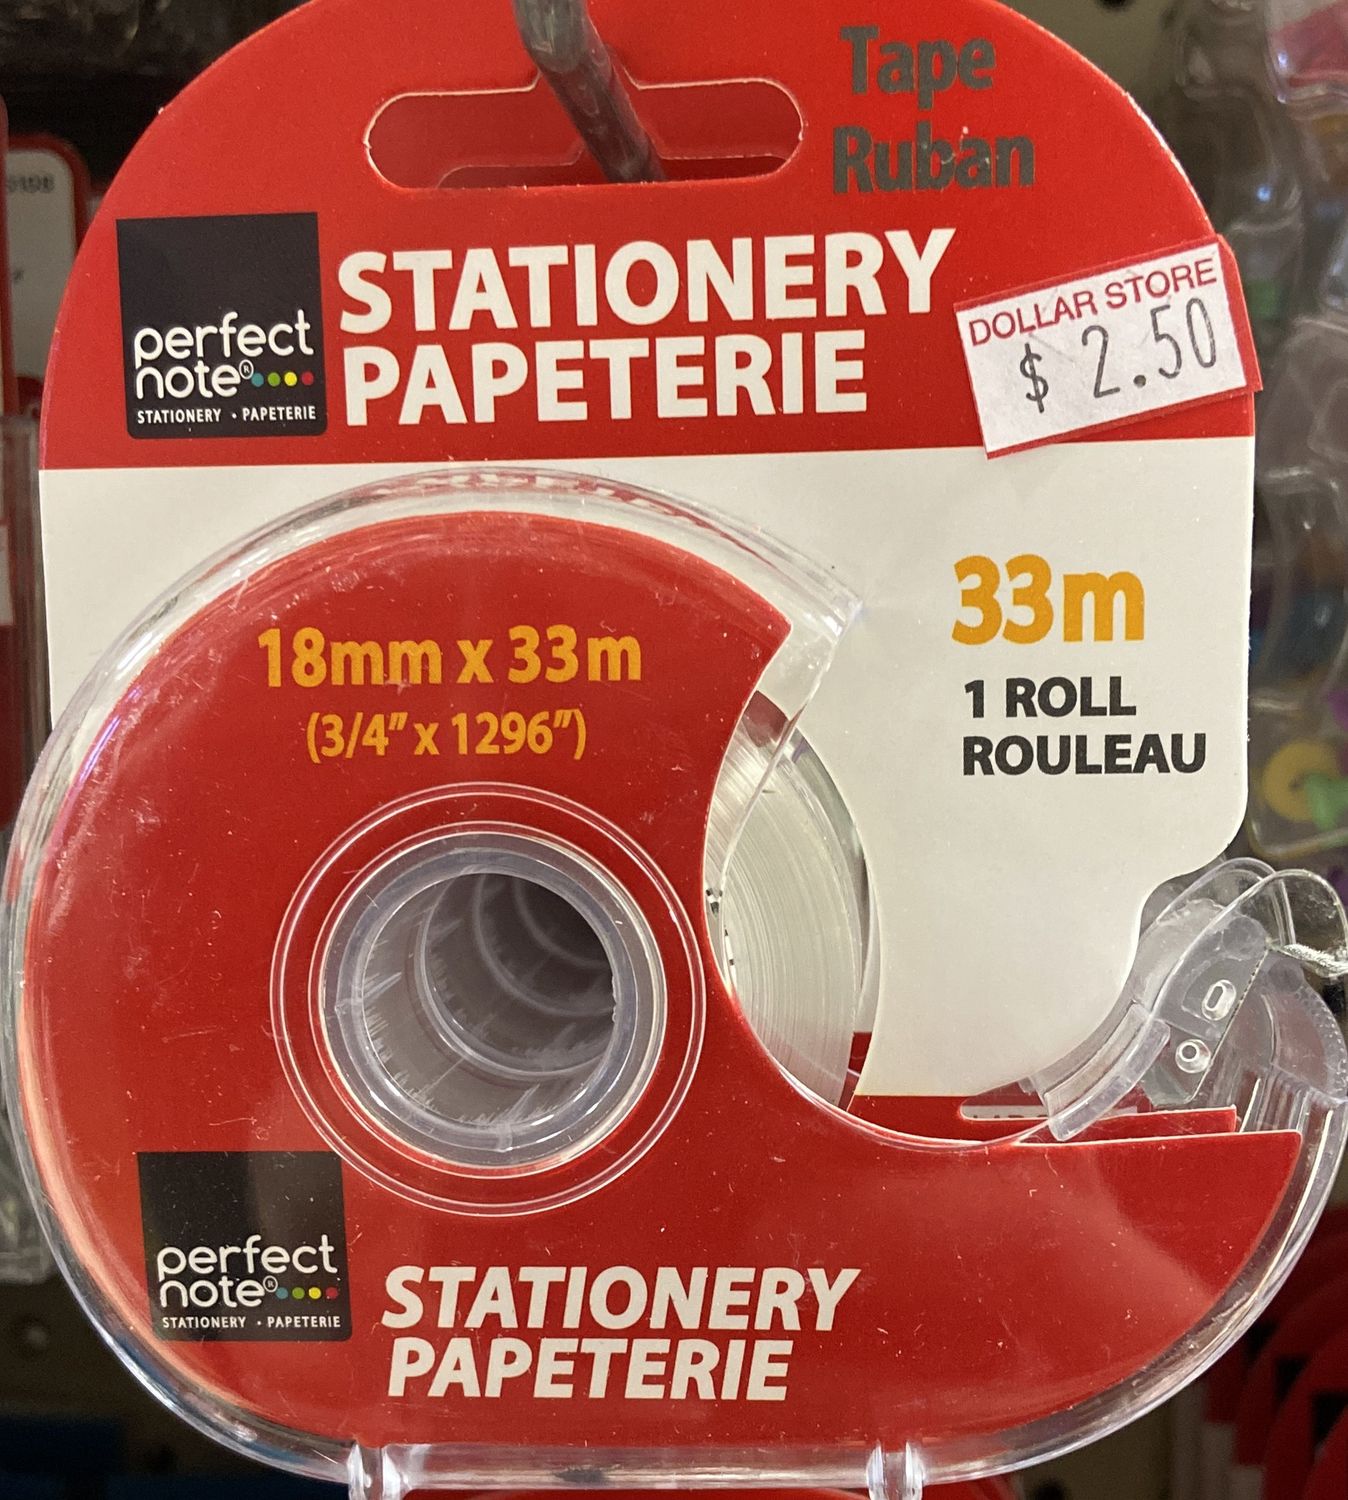 Tape
Ruban
perfect
note®
STATIONERY • PAPETERIE
STATIONERY
PAPETERIE
DOLLAR STORE
$ 2.50
33m
1 ROLL
ROULEAU
18mm x 33m
(3/4" x 1296")
perfect
note®
STATIONERY • PAPETERIE
STATIONERY
PAPETERIE